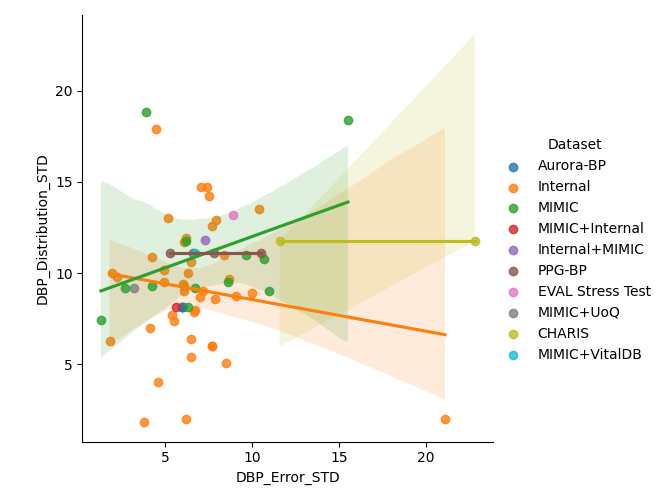 20
15
10
5
DBP_Distribution_STD
5 10 15 20
DBP_Error_STD
Dataset
Aurora-BP
Internal
MIMIC
MIMIC+Internal
Internal+MIMIC
PPG-BP
EVAL Stress Test
MIMIC+UoQ
CHARIS
MIMIC+VitalDB